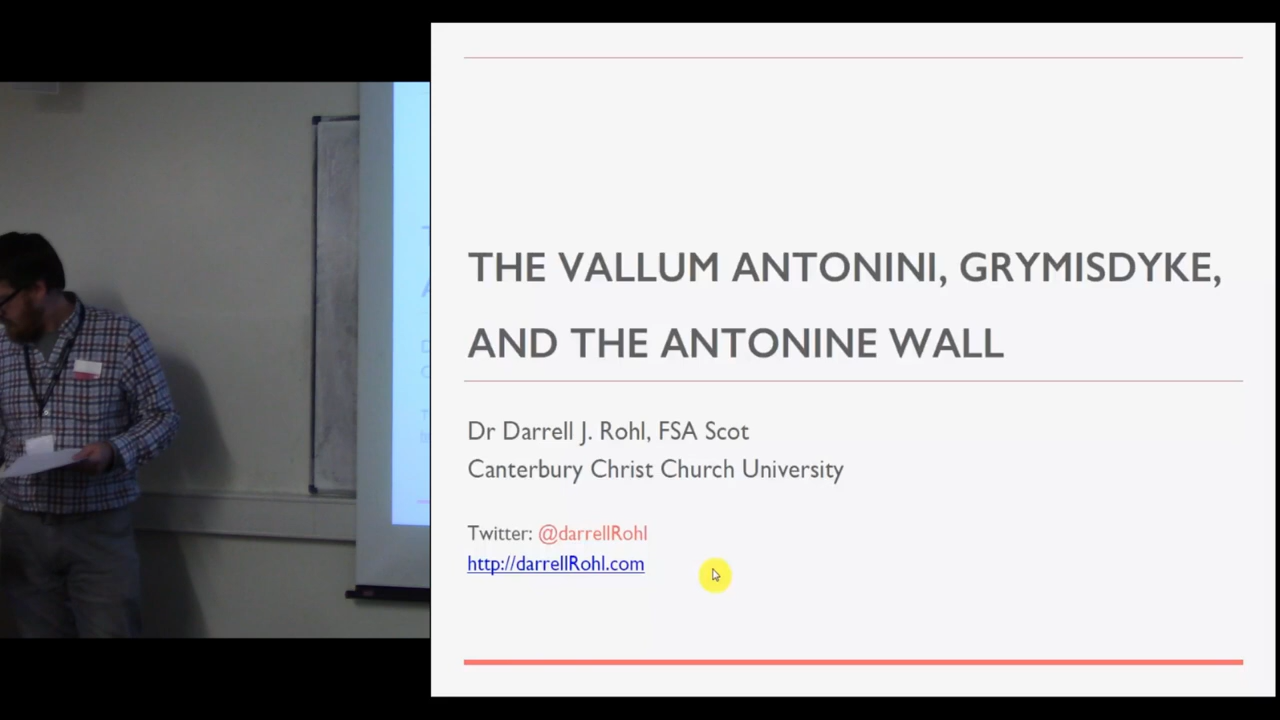 THE VALLUM ANTONINI, GRYMISDYKE,
AND THE ANTONINE WALL
Dr Darrell J. Rohl, FSA Scot
Canterbury Christ Church University
Twitter: @darrellRohl
http://darrellRohl.com